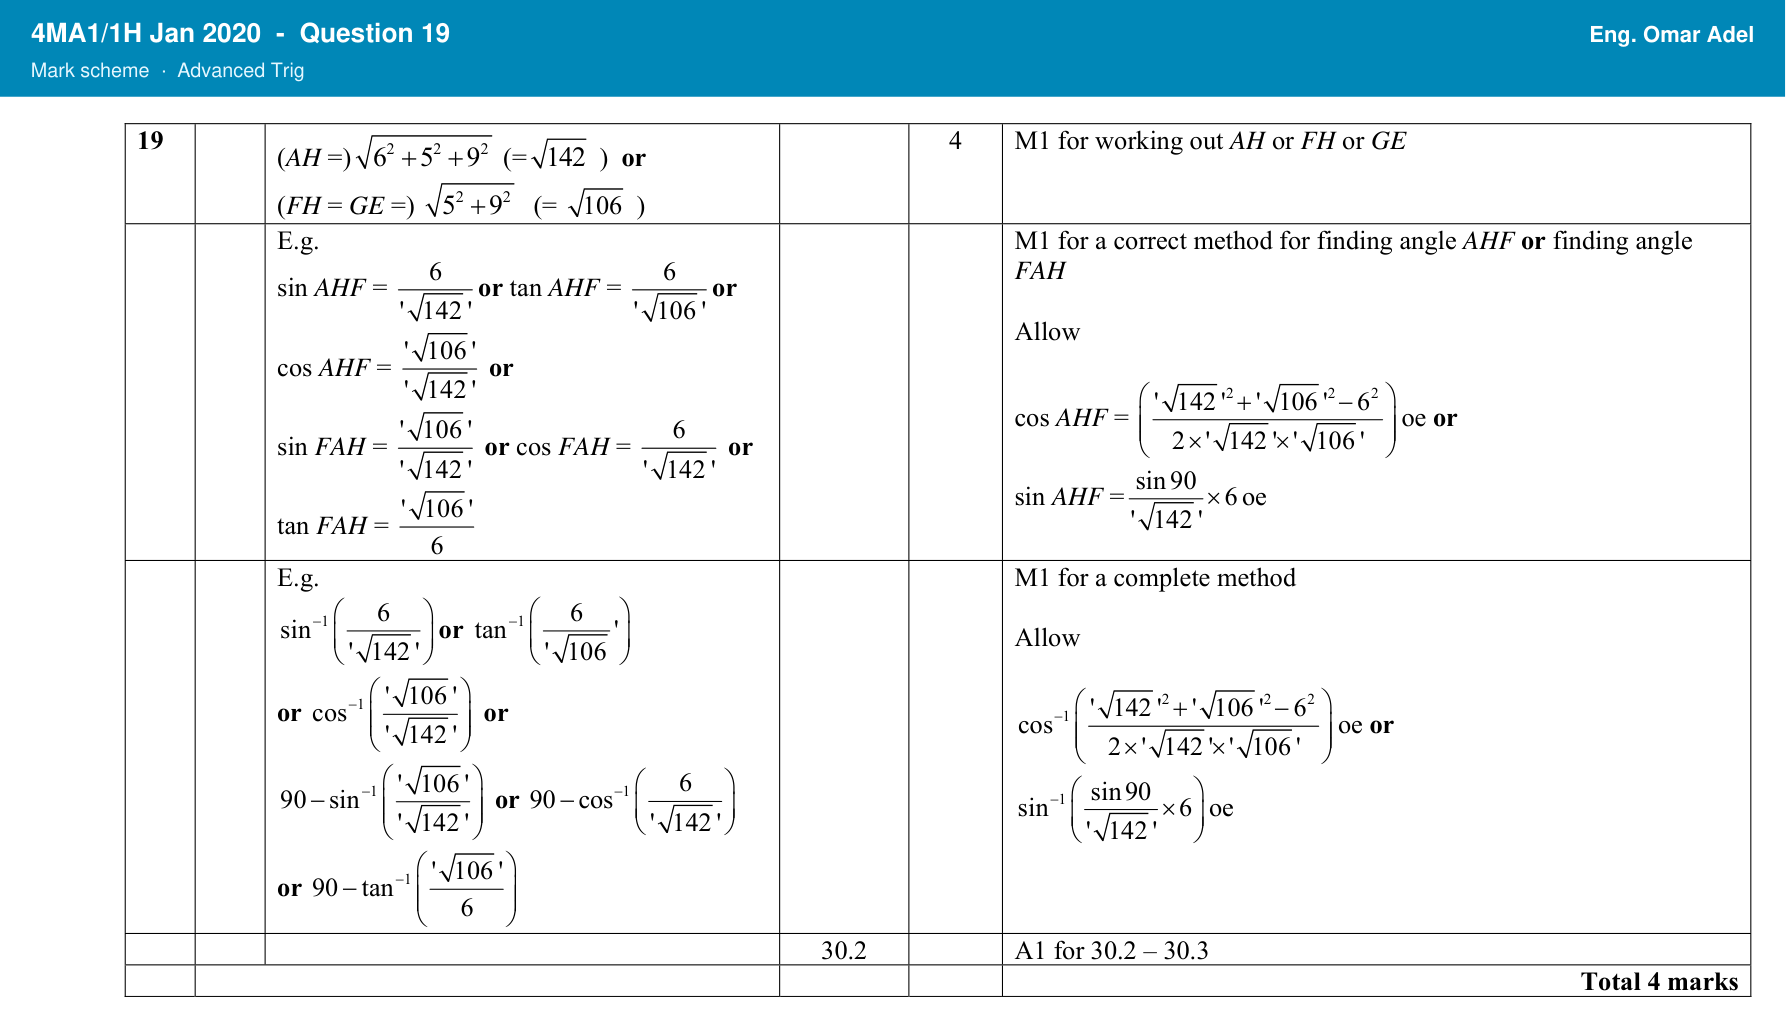 4MA1/1H Jan 2020 - Question 19
Eng. Omar Adel
Mark scheme · Advanced Trig
19
(AH =) √(6² + 5² + 9²) (= √142 ) or
(FH = GE =) √(5² + 9²) (= √106 )
4
M1 for working out AH or FH or GE
E.g.
sin AHF = 6/'√142' or tan AHF = 6/'√106' or
cos AHF = '√106'/'√142' or
sin FAH = '√106'/'√142' or cos FAH = 6/'√142' or
tan FAH = '√106'/6
M1 for a correct method for finding angle AHF or finding angle
FAH
Allow
cos AHF = (('√142'² + '√106'² − 6²)/(2×'√142'×'√106')) oe or
sin AHF = sin 90/'√142' × 6 oe
E.g.
sin⁻¹(6/'√142') or tan⁻¹(6/'√106')
or cos⁻¹('√106'/'√142') or
90 − sin⁻¹('√106'/'√142') or 90 − cos⁻¹(6/'√142')
or 90 − tan⁻¹('√106'/6)
M1 for a complete method
Allow
cos⁻¹(('√142'² + '√106'² − 6²)/(2×'√142'×'√106')) oe or
sin⁻¹(sin 90/'√142' × 6) oe
30.2
A1 for 30.2 – 30.3
Total 4 marks